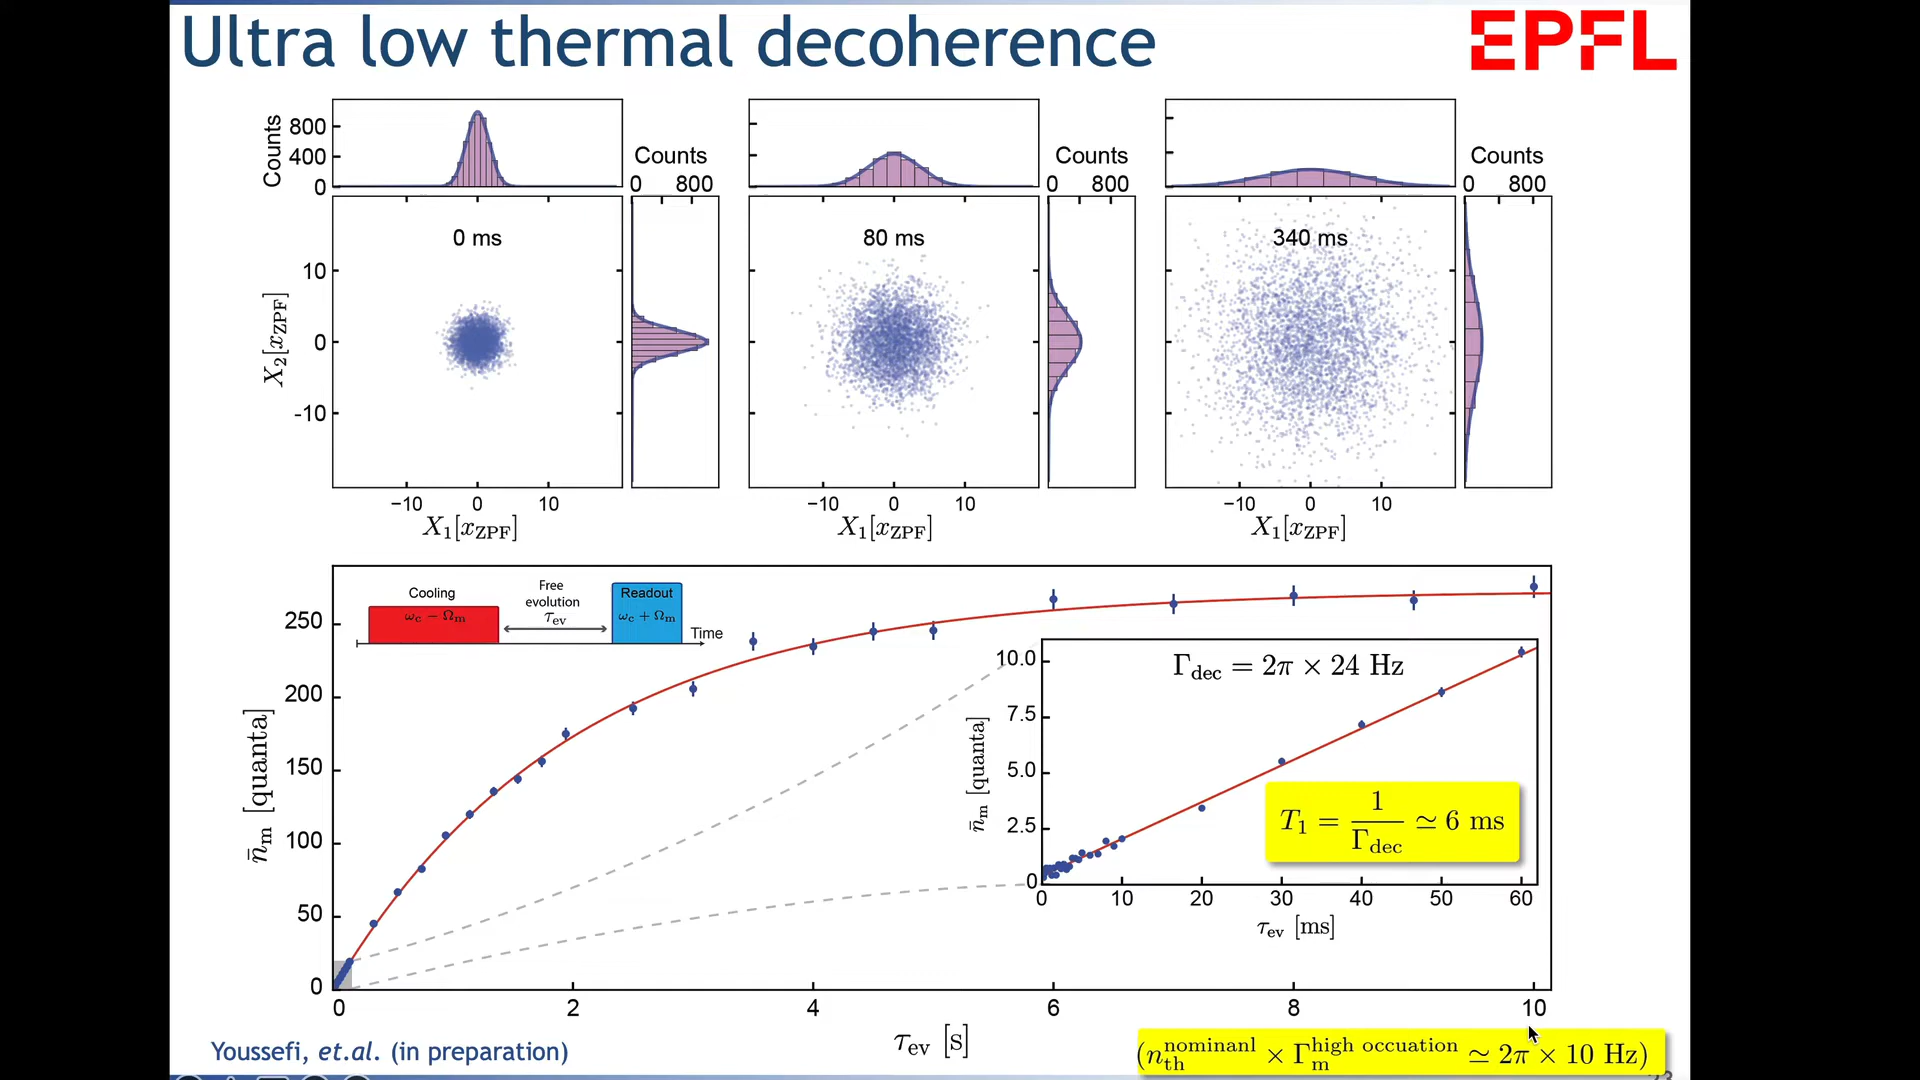 Ultra low thermal decoherence
EPFL
Counts
800
400
0
Counts
0 800
Counts
0 800
Counts
0 800
0 ms
80 ms
340 ms
X₂[x_ZPF]
10
0
-10
−10 0 10
X₁[x_ZPF]
−10 0 10
X₁[x_ZPF]
−10 0 10
X₁[x_ZPF]
n̄_m [quanta]
250
200
150
100
50
0
Cooling
ω_c − Ω_m
Free
evolution
τ_ev
Readout
ω_c + Ω_m
Time
n̄_m [quanta]
10.0
7.5
5.0
2.5
0
Γ_dec = 2π × 24 Hz
T₁ = 1/Γ_dec ≃ 6 ms
0 10 20 30 40 50 60
τ_ev [ms]
0 2 4 6 8 10
τ_ev [s]
Youssefi, et.al. (in preparation)
(n_th^nominanl × Γ_m^high occuation ≃ 2π × 10 Hz)